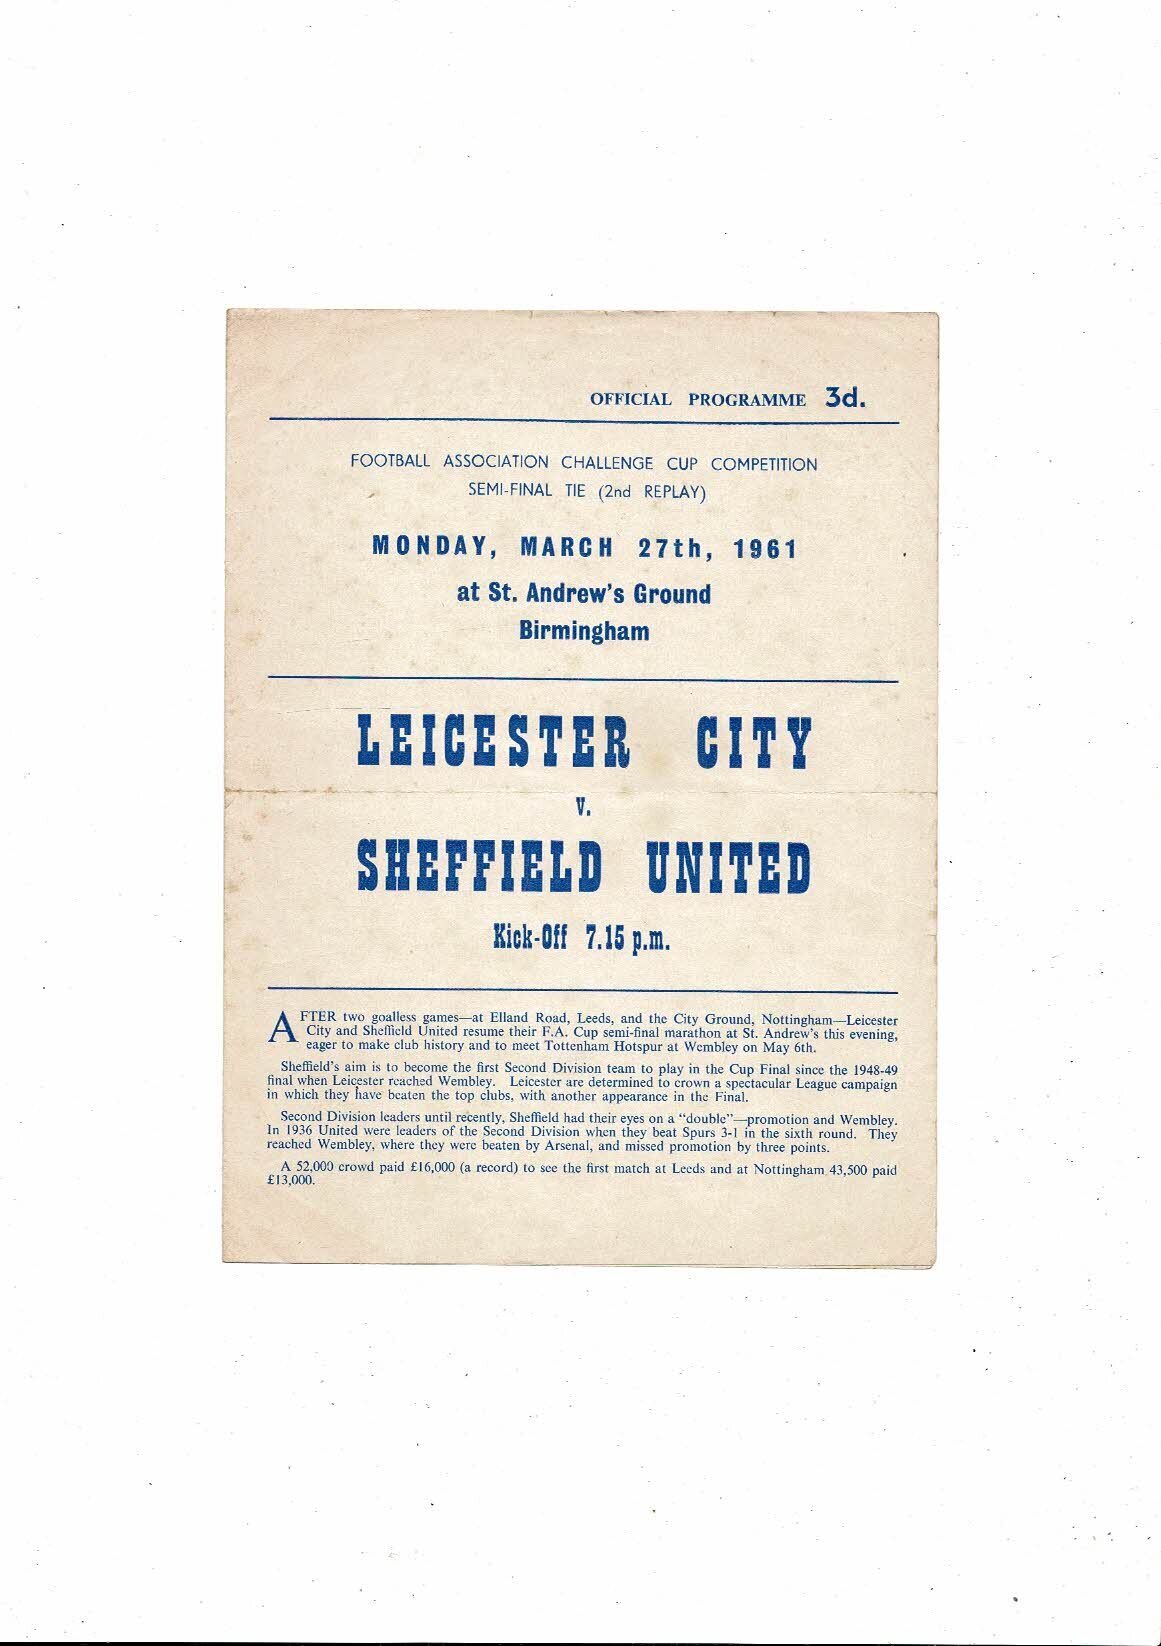 OFFICIAL PROGRAMME 3d.
FOOTBALL ASSOCIATION CHALLENGE CUP COMPETITION
SEMI-FINAL TIE (2nd REPLAY)
MONDAY, MARCH 27th, 1961
at St. Andrew's Ground
Birmingham
LEICESTER CITY
v.
SHEFFIELD UNITED
Kick-Off 7.15 p.m.
AFTER two goalless games—at Elland Road, Leeds, and the City Ground, Nottingham—Leicester
City and Sheffield United resume their F.A. Cup semi-final marathon at St. Andrew's this evening,
eager to make club history and to meet Tottenham Hotspur at Wembley on May 6th.
Sheffield's aim is to become the first Second Division team to play in the Cup Final since the 1948-49
final when Leicester reached Wembley. Leicester are determined to crown a spectacular League campaign
in which they have beaten the top clubs, with another appearance in the Final.
Second Division leaders until recently, Sheffield had their eyes on a "double"—promotion and Wembley.
In 1936 United were leaders of the Second Division when they beat Spurs 3-1 in the sixth round. They
reached Wembley, where they were beaten by Arsenal, and missed promotion by three points.
A 52,000 crowd paid £16,000 (a record) to see the first match at Leeds and at Nottingham 43,500 paid
£13,000.